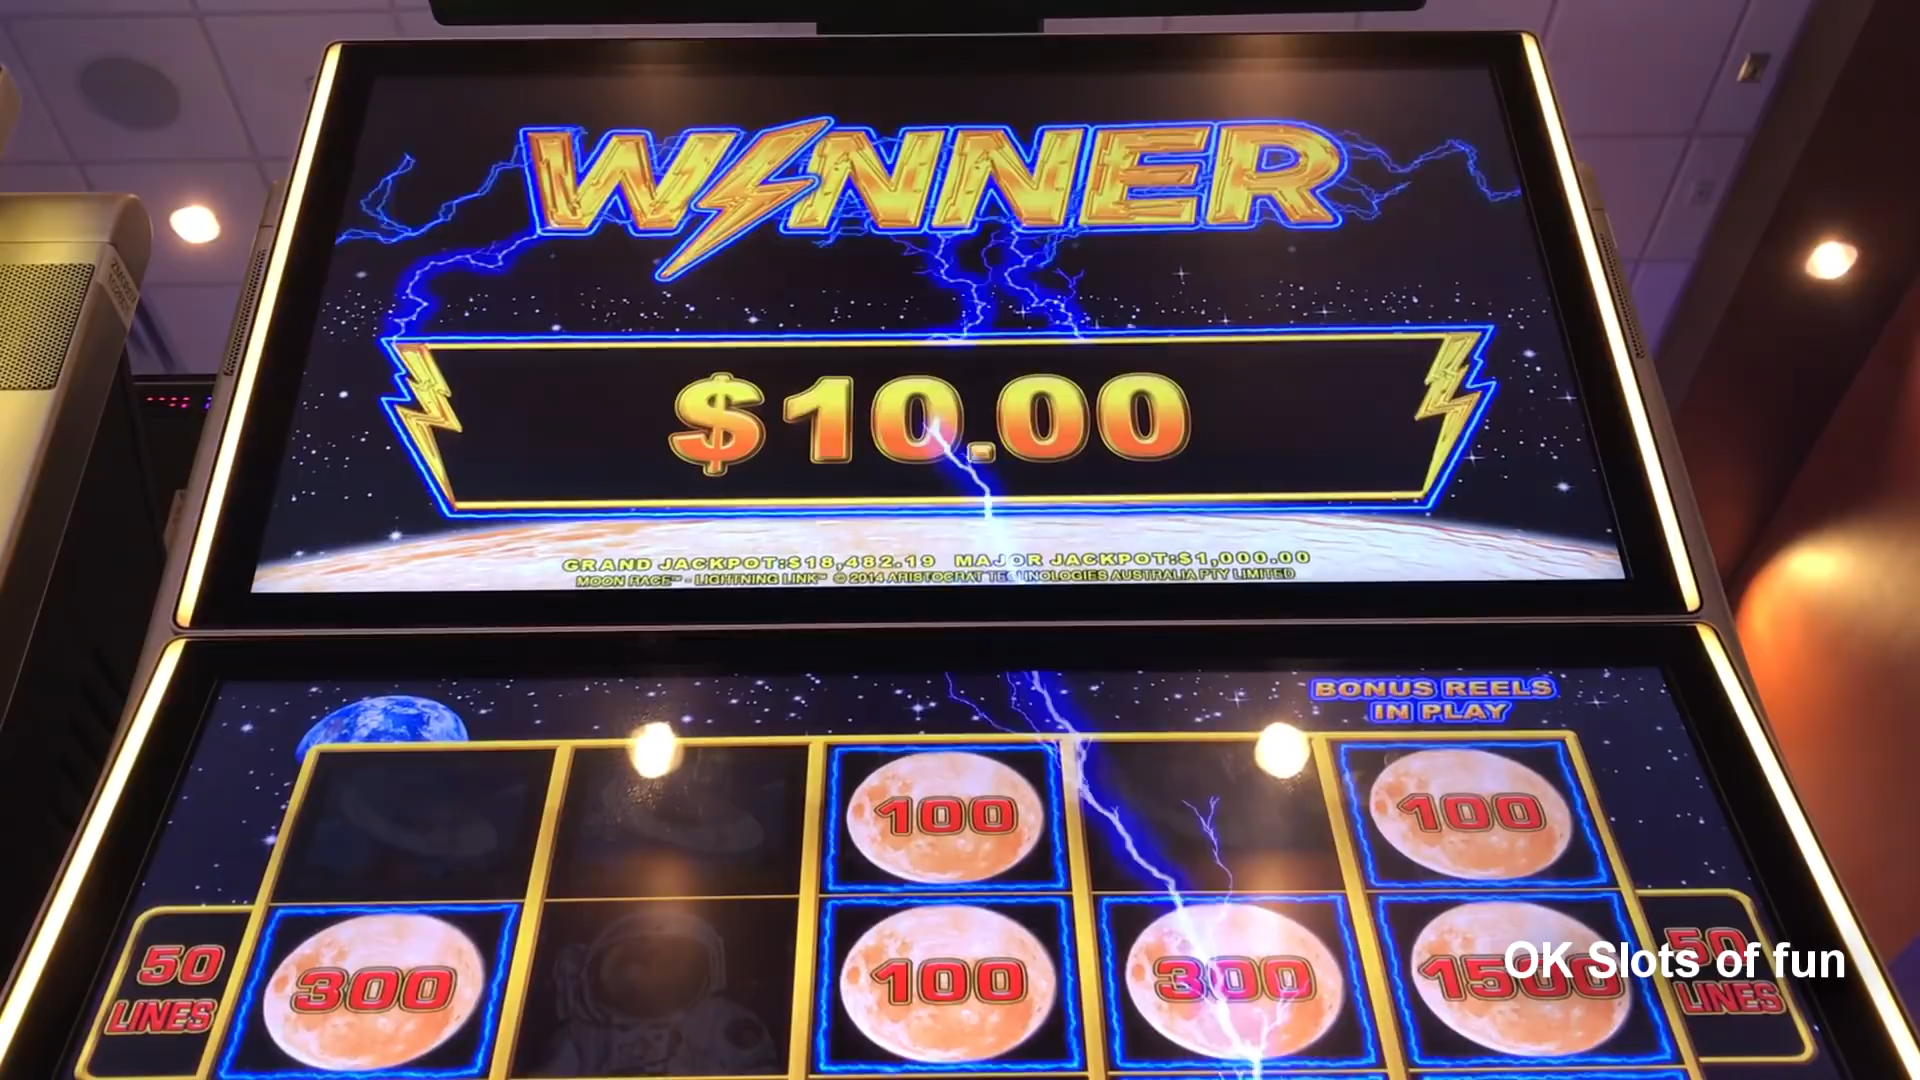 WINNER
$10.00
GRAND JACKPOT:$18,482.19 MAJOR JACKPOT:$1,000.00
MOON RACE™ - LIGHTNING LINK™ © 2014 ARISTOCRAT TECHNOLOGIES AUSTRALIA PTY LIMITED
BONUS REELS
IN PLAY
100
100
50
LINES
300
100
300
1500
50
LINES
OK Slots of fun